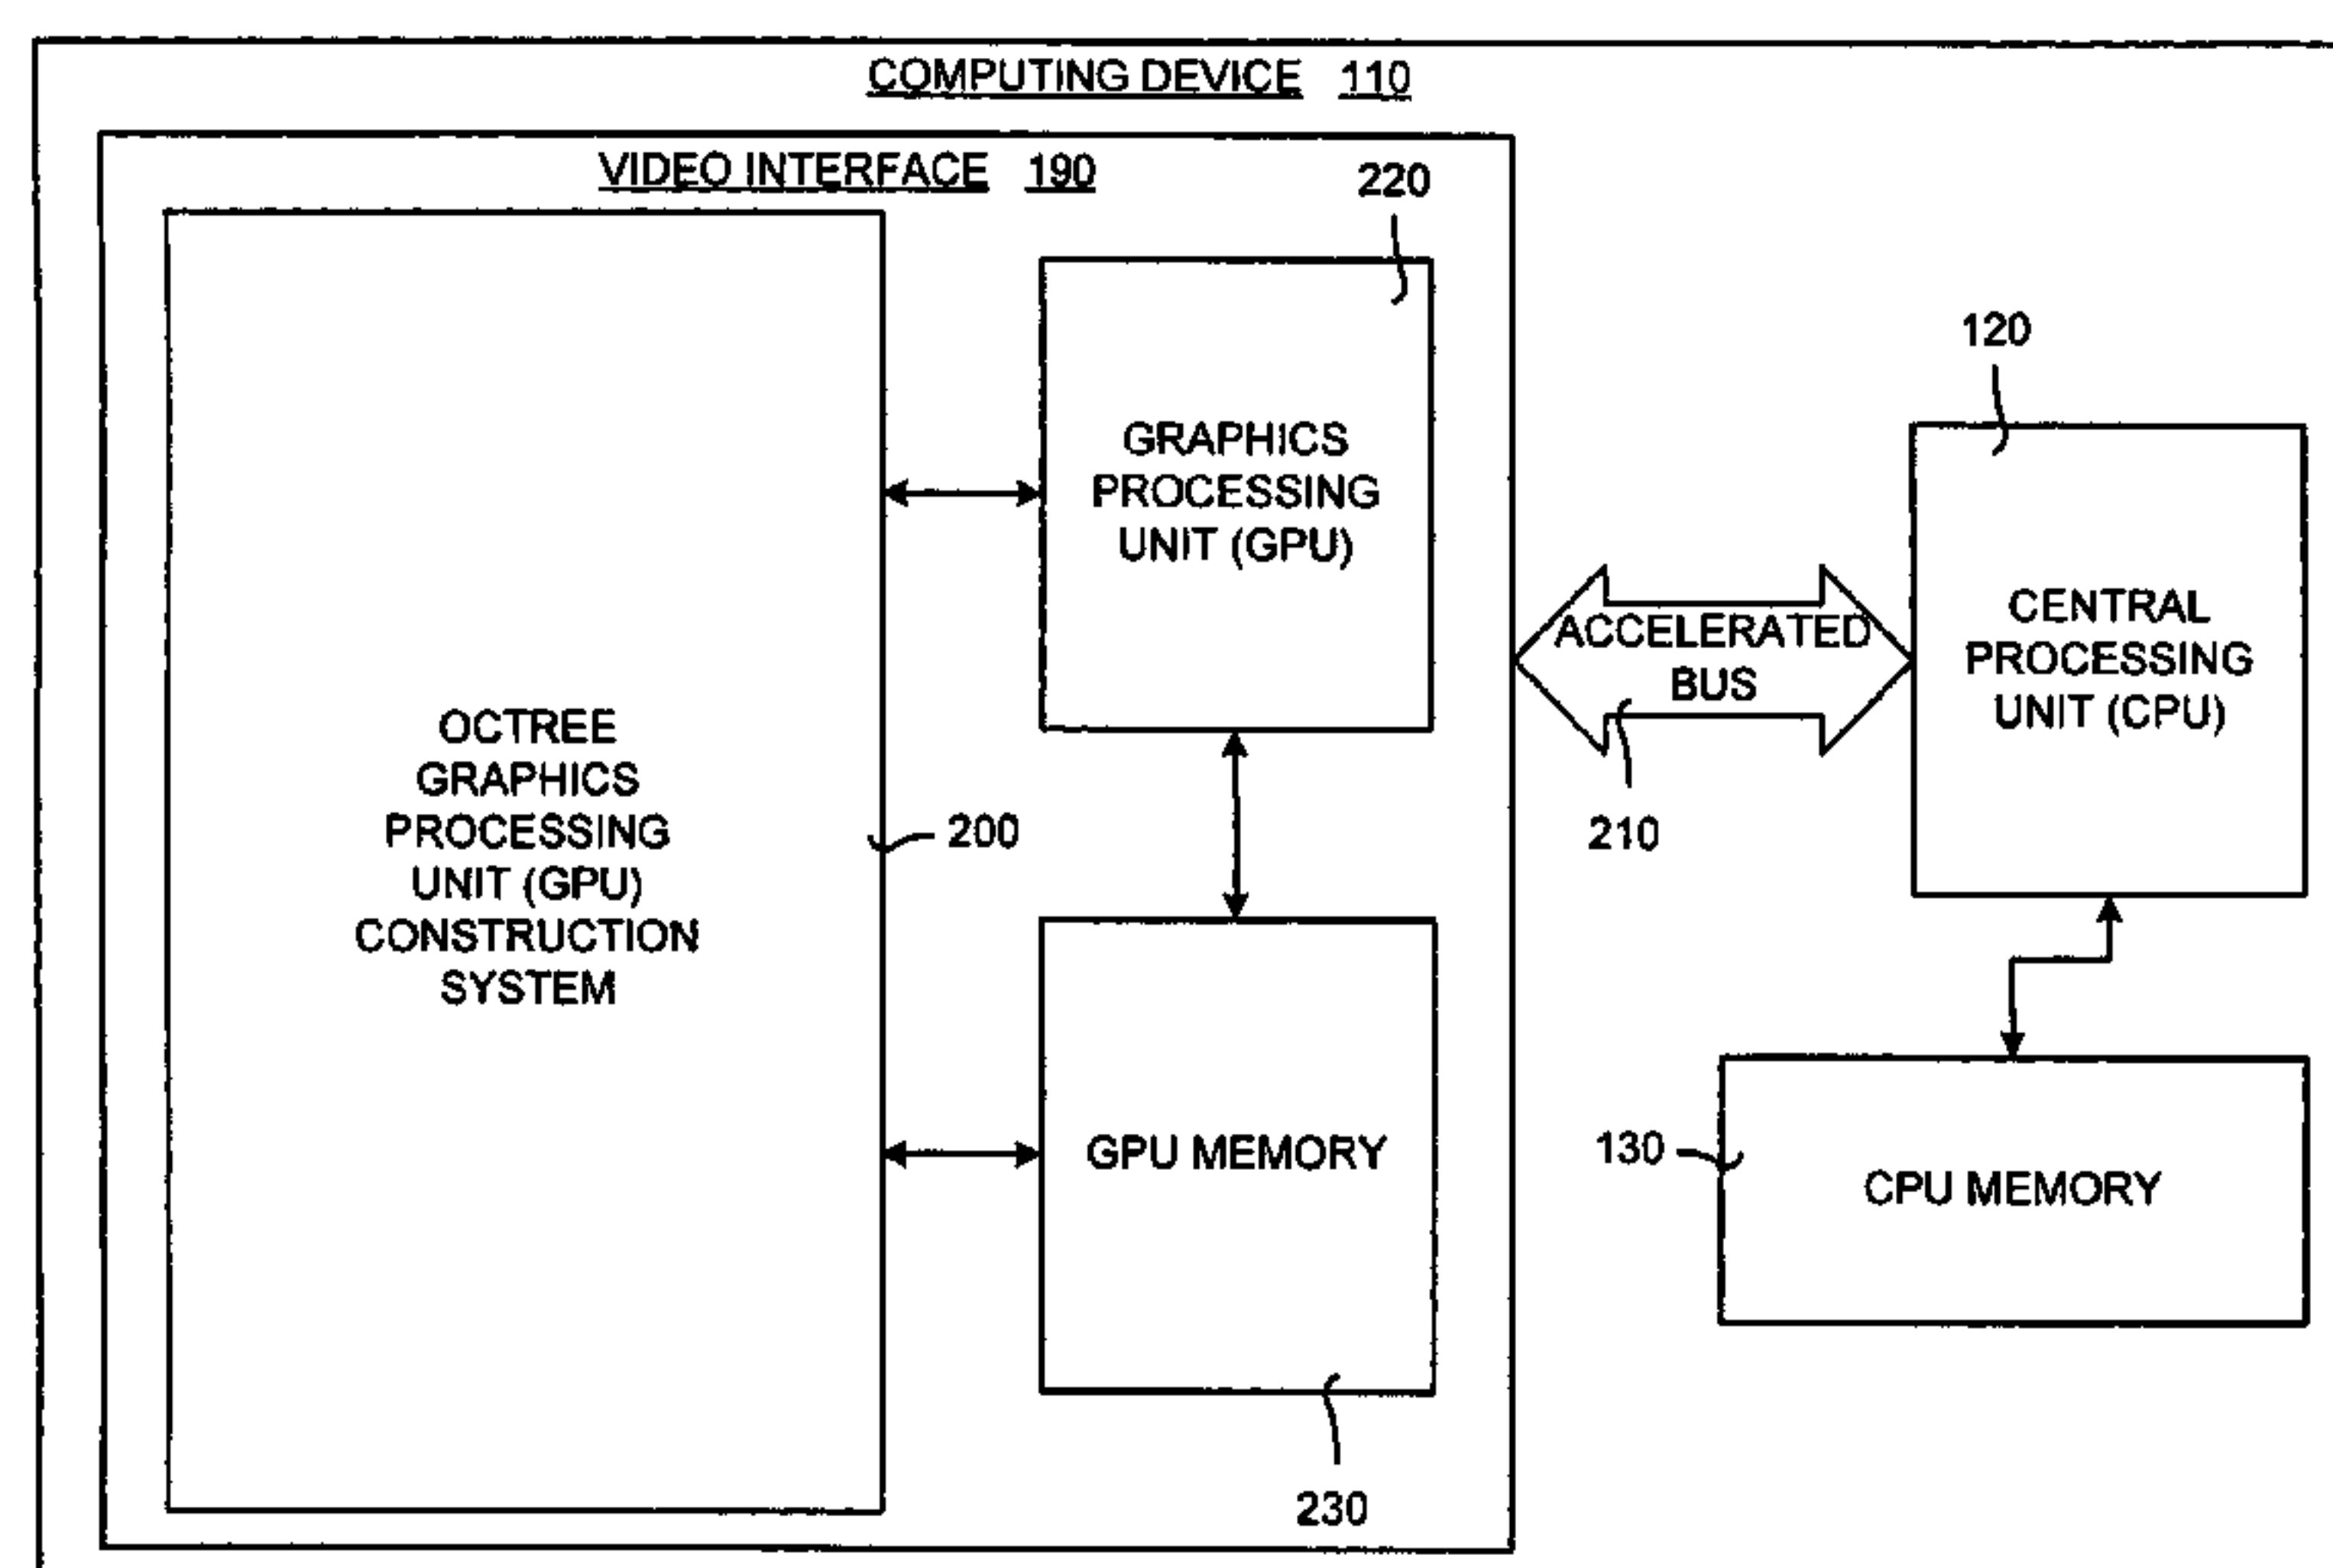 COMPUTING DEVICE 110
VIDEO INTERFACE 190
220
GRAPHICS
PROCESSING
UNIT (GPU)
120
ACCELERATED
BUS
210
CENTRAL
PROCESSING
UNIT (CPU)
OCTREE
GRAPHICS
PROCESSING
UNIT (GPU)
CONSTRUCTION
SYSTEM
200
GPU MEMORY
230
130
CPU MEMORY